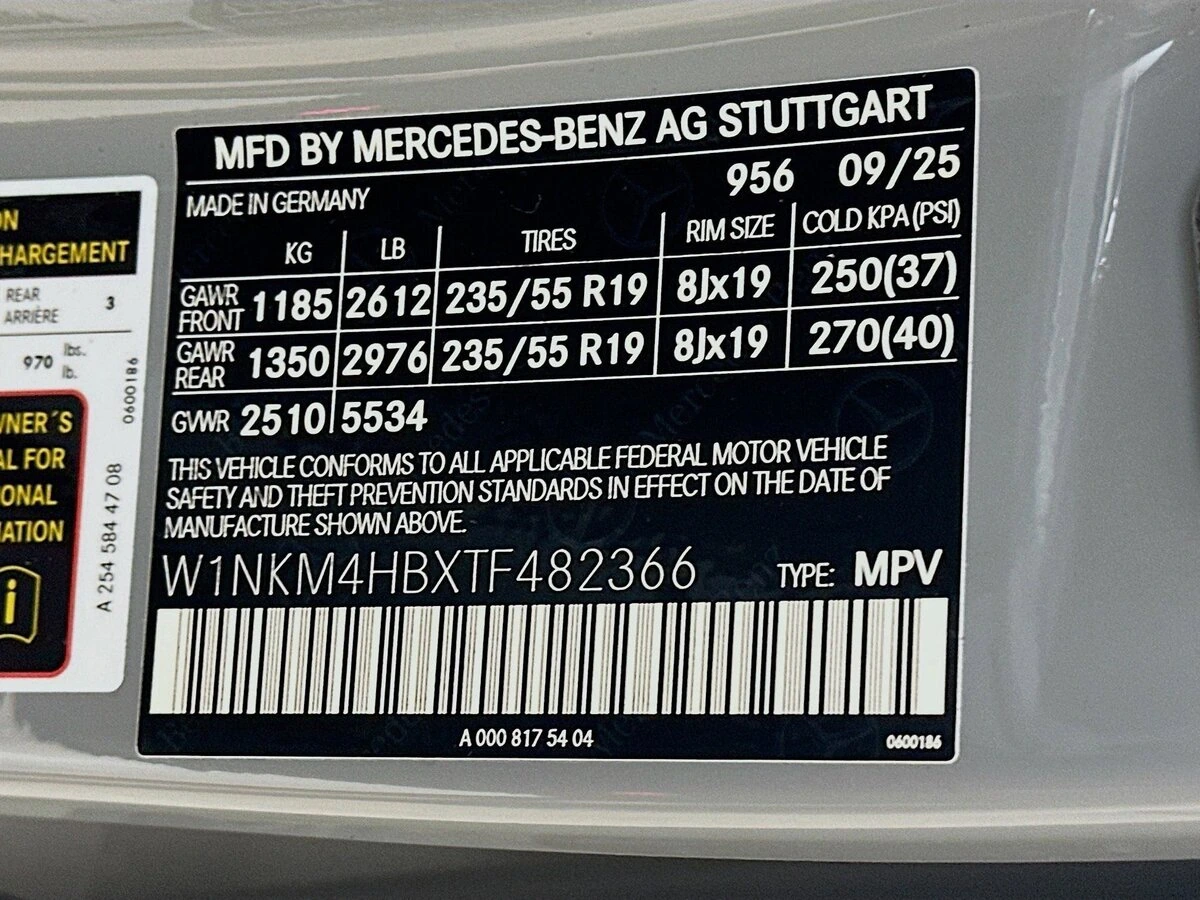 MFD BY MERCEDES-BENZ AG STUTTGART
MADE IN GERMANY 956 09/25
KG LB TIRES RIM SIZE COLD KPA (PSI)
GAWR FRONT 1185 2612 235/55 R19 8Jx19 250(37)
GAWR REAR 1350 2976 235/55 R19 8Jx19 270(40)
GVWR 2510 5534
THIS VEHICLE CONFORMS TO ALL APPLICABLE FEDERAL MOTOR VEHICLE
SAFETY AND THEFT PREVENTION STANDARDS IN EFFECT ON THE DATE OF
MANUFACTURE SHOWN ABOVE.
W1NKM4HBXTF482366 TYPE: MPV
A 000 817 54 04 0600186
ON
HARGEMENT
REAR 3
ARRIÈRE
970 lbs.
lb.
0600186
WNER´S
AL FOR
IONAL
MATION
i
A 254 584 47 08